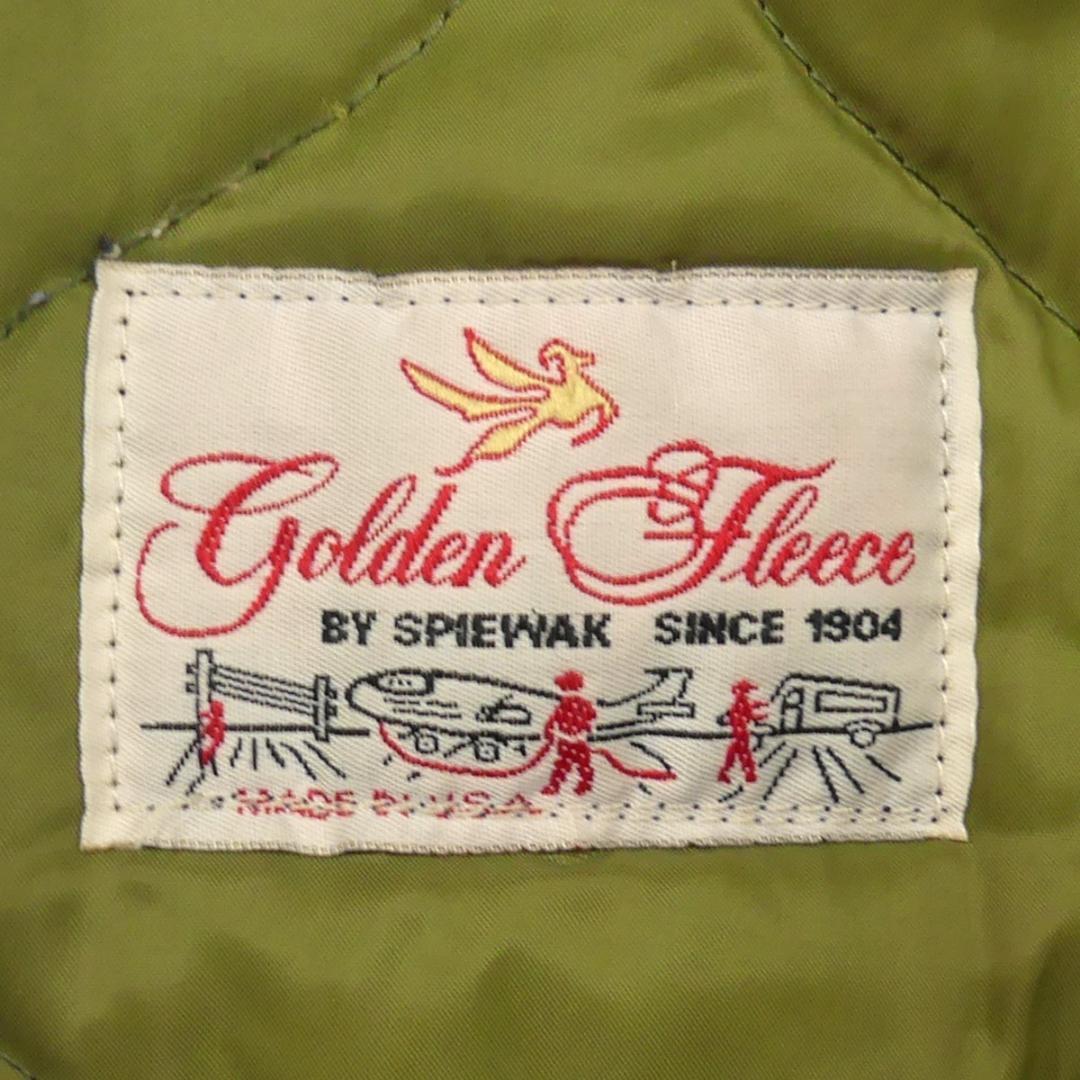 Golden Fleece
BY SPIEWAK SINCE 1904
MADE IN U.S.A.